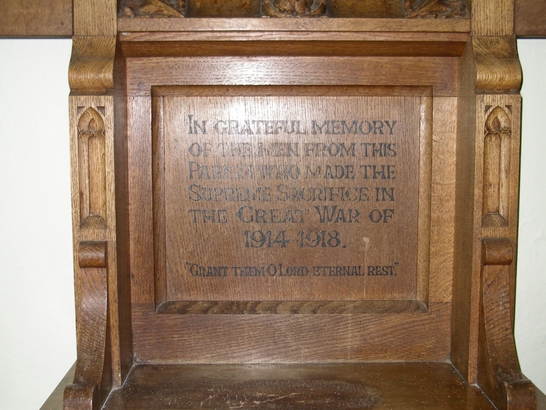 IN GRATEFUL MEMORY
OF THE MEN FROM THIS
PARISH WHO MADE THE
SUPREME SACRIFICE IN
THE GREAT WAR OF
1914-1918.
"GRANT THEM O LORD ETERNAL REST."